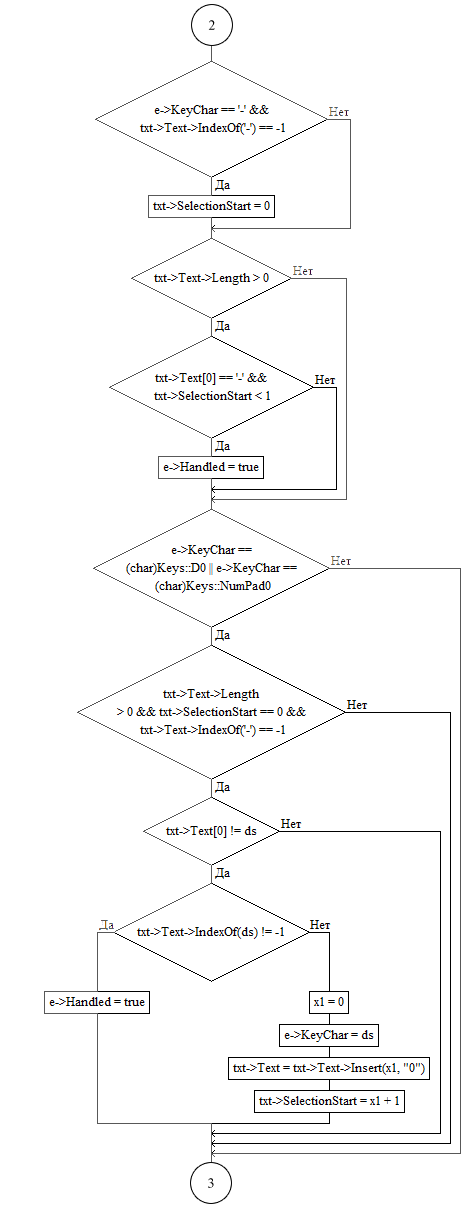 2
e->KeyChar == '-' &&
txt->Text->IndexOf('-') == -1
Нет
Да
txt->SelectionStart = 0
txt->Text->Length > 0
Нет
Да
txt->Text[0] == '-' &&
txt->SelectionStart < 1
Нет
Да
e->Handled = true
e->KeyChar ==
(char)Keys::D0 || e->KeyChar ==
(char)Keys::NumPad0
Нет
Да
txt->Text->Length
> 0 && txt->SelectionStart == 0 &&
txt->Text->IndexOf('-') == -1
Нет
Да
txt->Text[0] != ds
Нет
Да
txt->Text->IndexOf(ds) != -1
Да
Нет
e->Handled = true
x1 = 0
e->KeyChar = ds
txt->Text = txt->Text->Insert(x1, "0")
txt->SelectionStart = x1 + 1
3